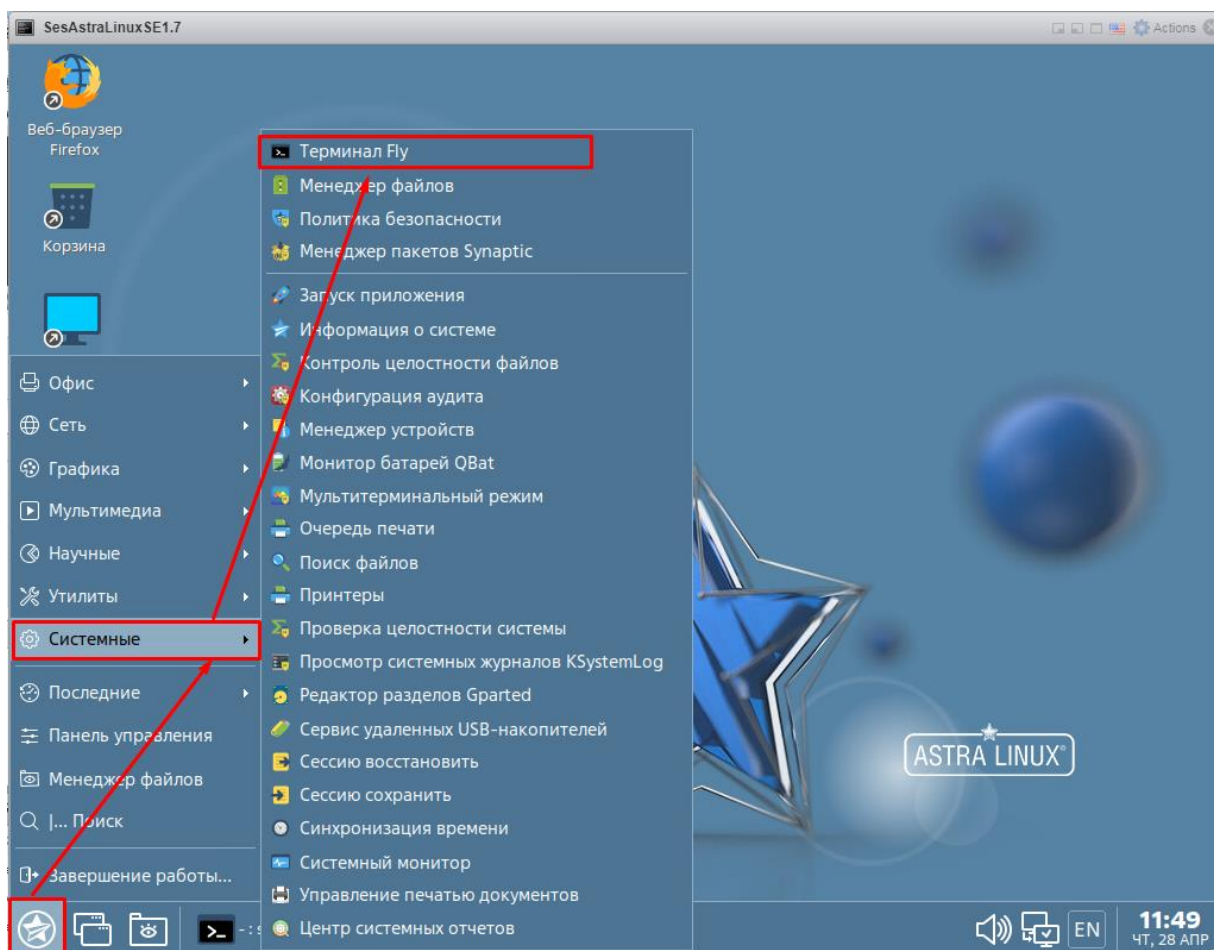 SesAstraLinuxSE1.7
Actions
Веб-браузер
Firefox
Корзина
Терминал Fly
Менеджер файлов
Политика безопасности
Менеджер пакетов Synaptic
Запуск приложения
Информация о системе
Контроль целостности файлов
Конфигурация аудита
Менеджер устройств
Монитор батарей QBat
Мультитерминальный режим
Очередь печати
Поиск файлов
Принтеры
Проверка целостности системы
Просмотр системных журналов KSystemLog
Редактор разделов Gparted
Сервис удаленных USB-накопителей
Сессию восстановить
Сессию сохранить
Синхронизация времени
Системный монитор
Управление печатью документов
Центр системных отчетов
Офис
Сеть
Графика
Мультимедиа
Научные
Утилиты
Системные
Последние
Панель управления
Менеджер файлов
|... Поиск
Завершение работы...
ASTRA LINUX®
EN
11:49
ЧТ, 28 АПР